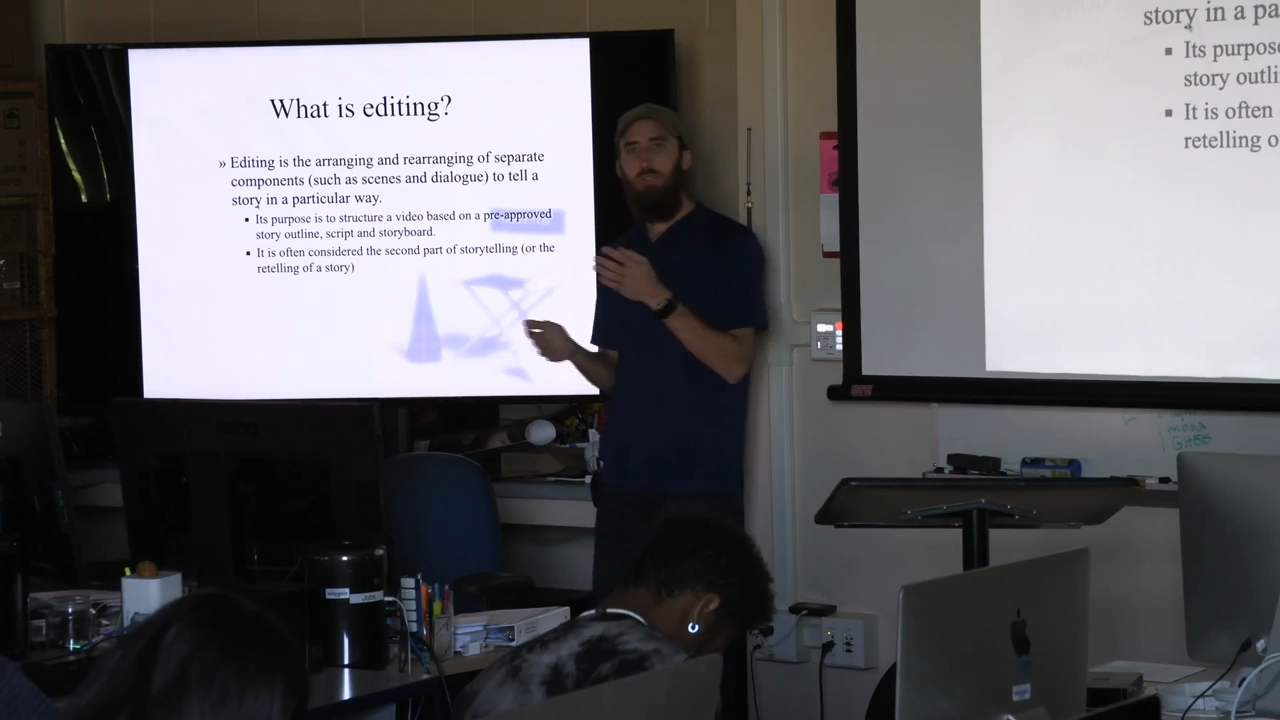 What is editing?
» Editing is the arranging and rearranging of separate
components (such as scenes and dialogue) to tell a
story in a particular way.
▪ Its purpose is to structure a video based on a pre-approved
story outline, script and storyboard.
▪ It is often considered the second part of storytelling (or the
retelling of a story)
story in a pa
▪ Its purpose
story outli
▪ It is often
retelling o